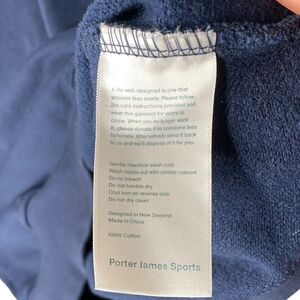 A life well-designed is one that
ensures less waste. Please follow
the care instructions provided and
wear this garment for years to
come. When you no longer want
it, please donate it to someone less
fortunate. Alternatively send it back
to us and we'll dispose of it for you.
Gentle machine wash cold
Wash inside out with similar colours
Do no bleach
Do not tumble dry
Cool iron on reverse side
Do not dry clean
Designed in New Zealand
Made in China
100% Cotton
Porter James Sports